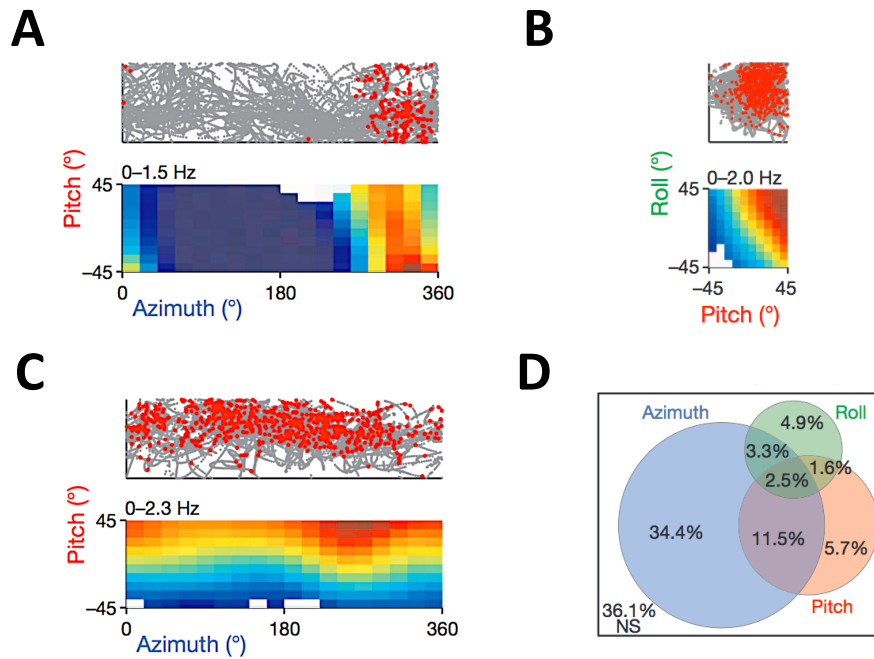 A
B
Pitch (°)
0–1.5 Hz
45
–45
0
180
360
Azimuth (°)
Roll (°)
0–2.0 Hz
45
–45
–45
45
Pitch (°)
C
D
Pitch (°)
0–2.3 Hz
45
–45
0
180
360
Azimuth (°)
Azimuth
Roll
4.9%
3.3%
1.6%
2.5%
34.4%
11.5%
5.7%
36.1%
NS
Pitch